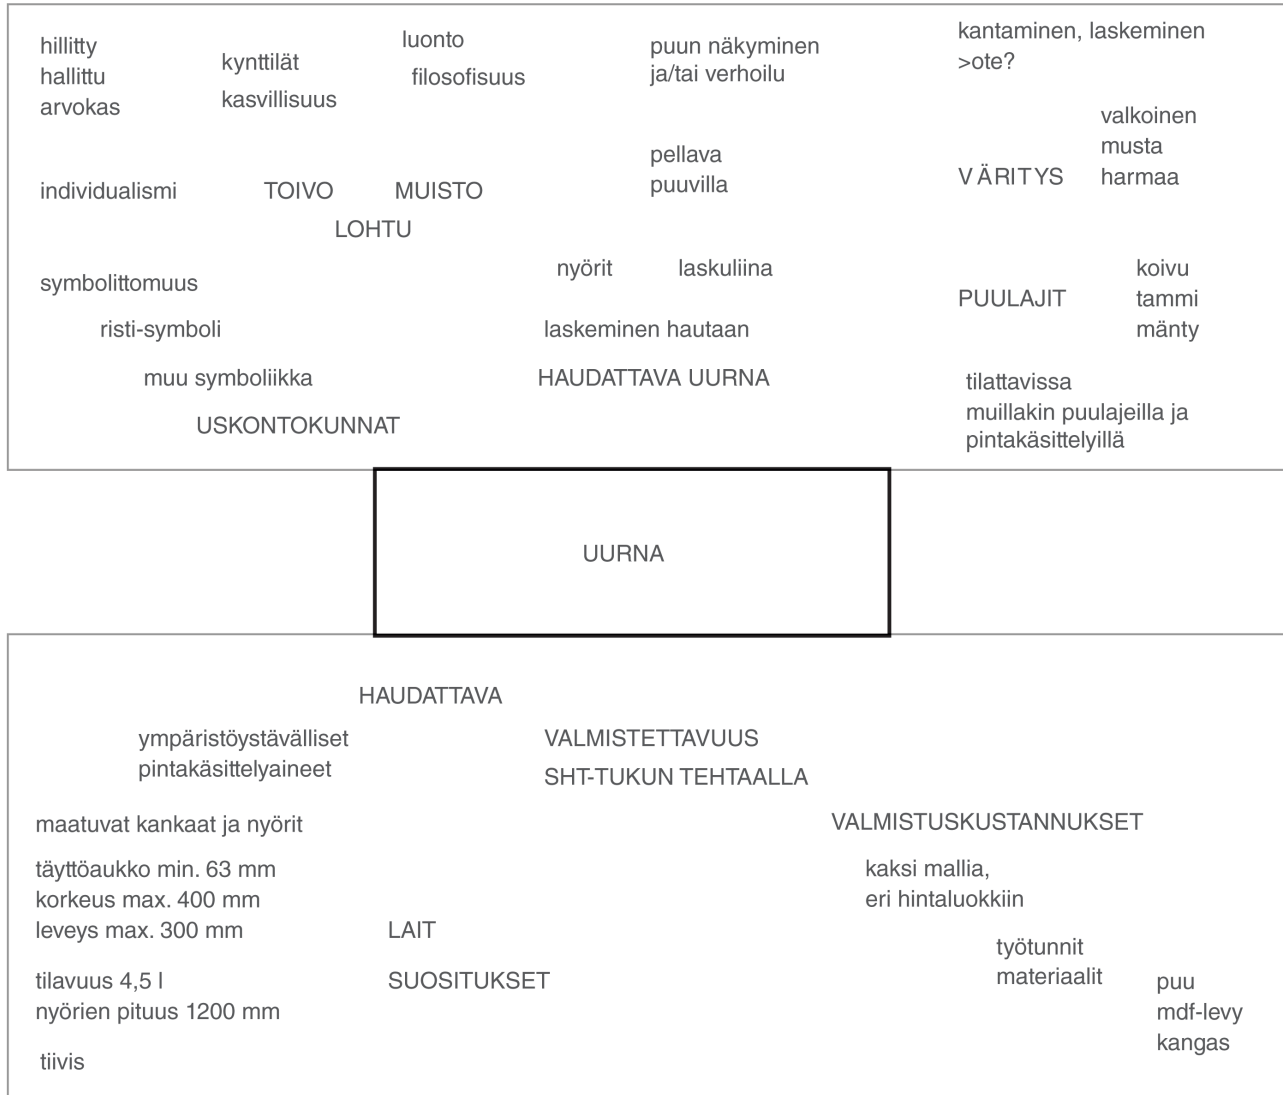 hillitty
hallittu
arvokas
kynttilät
kasvillisuus
luonto
filosofisuus
puun näkyminen
ja/tai verhoilu
kantaminen, laskeminen
>ote?
pellava
puuvilla
valkoinen
musta
harmaa
VÄRITYS
individualismi
TOIVO
MUISTO
LOHTU
symbolittomuus
risti-symboli
muu symboliikka
USKONTOKUNNAT
nyörit
laskuliina
laskeminen hautaan
HAUDATTAVA UURNA
PUULAJIT
koivu
tammi
mänty
tilattavissa
muillakin puulajeilla ja
pintakäsittelyillä
UURNA
HAUDATTAVA
ympäristöystävälliset
pintakäsittelyaineet
VALMISTETTAVUUS
SHT-TUKUN TEHTAALLA
maatuvat kankaat ja nyörit
täyttöaukko min. 63 mm
korkeus max. 400 mm
leveys max. 300 mm
LAIT
tilavuus 4,5 l
nyörien pituus 1200 mm
SUOSITUKSET
tiivis
VALMISTUSKUSTANNUKSET
kaksi mallia,
eri hintaluokkiin
työtunnit
materiaalit
puu
mdf-levy
kangas